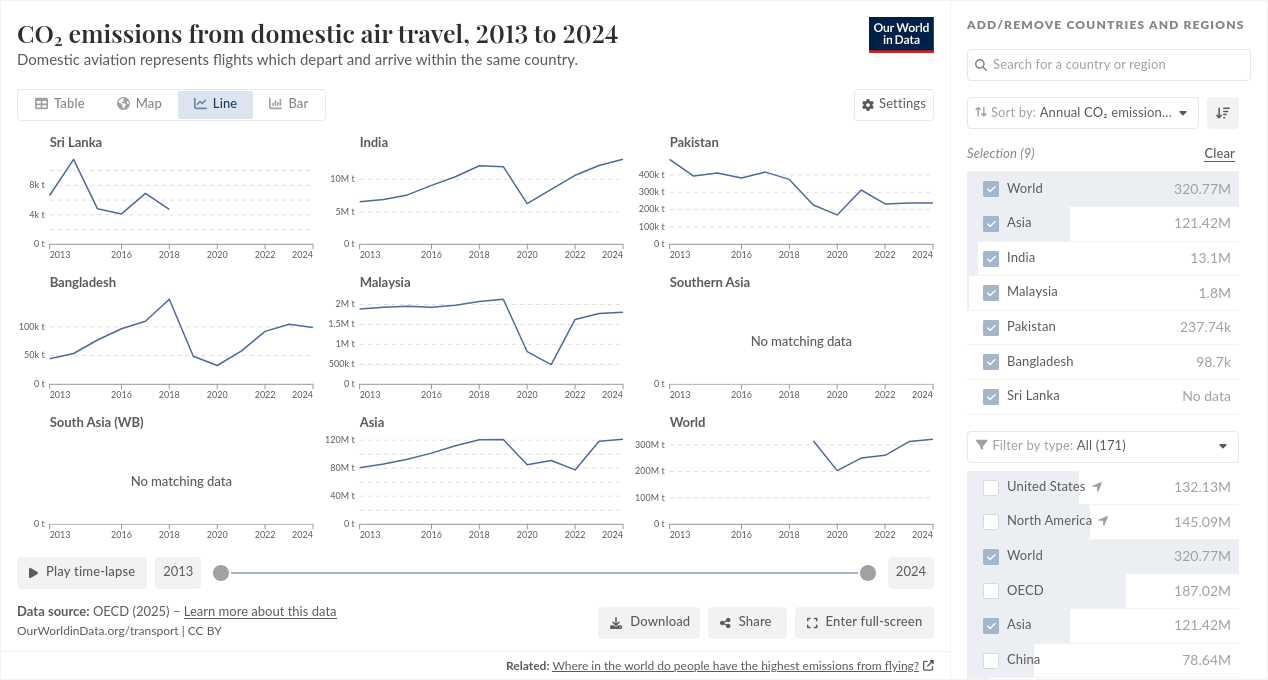 CO₂ emissions from domestic air travel, 2013 to 2024
Domestic aviation represents flights which depart and arrive within the same country.
Our World
in Data
Table Map Line Bar
Settings
Sri Lanka
8k t
4k t
0 t
2013 2016 2018 2020 2022 2024
India
10M t
5M t
0 t
2013 2016 2018 2020 2022 2024
Pakistan
400k t
300k t
200k t
100k t
0 t
2013 2016 2018 2020 2022 2024
Bangladesh
100k t
50k t
0 t
2013 2016 2018 2020 2022 2024
Malaysia
2M t
1.5M t
1M t
500k t
0 t
2013 2016 2018 2020 2022 2024
Southern Asia
No matching data
0 t
2013 2016 2018 2020 2022 2024
South Asia (WB)
No matching data
0 t
2013 2016 2018 2020 2022 2024
Asia
120M t
80M t
40M t
0 t
2013 2016 2018 2020 2022 2024
World
300M t
200M t
100M t
0 t
2013 2016 2018 2020 2022 2024
Play time-lapse 2013 2024
Data source: OECD (2025) – Learn more about this data
OurWorldinData.org/transport | CC BY
Download Share Enter full-screen
Related: Where in the world do people have the highest emissions from flying?
ADD/REMOVE COUNTRIES AND REGIONS
Search for a country or region
Sort by: Annual CO₂ emission...
Selection (9) Clear
World 320.77M
Asia 121.42M
India 13.1M
Malaysia 1.8M
Pakistan 237.74k
Bangladesh 98.7k
Sri Lanka No data
Filter by type: All (171)
United States 132.13M
North America 145.09M
World 320.77M
OECD 187.02M
Asia 121.42M
China 78.64M